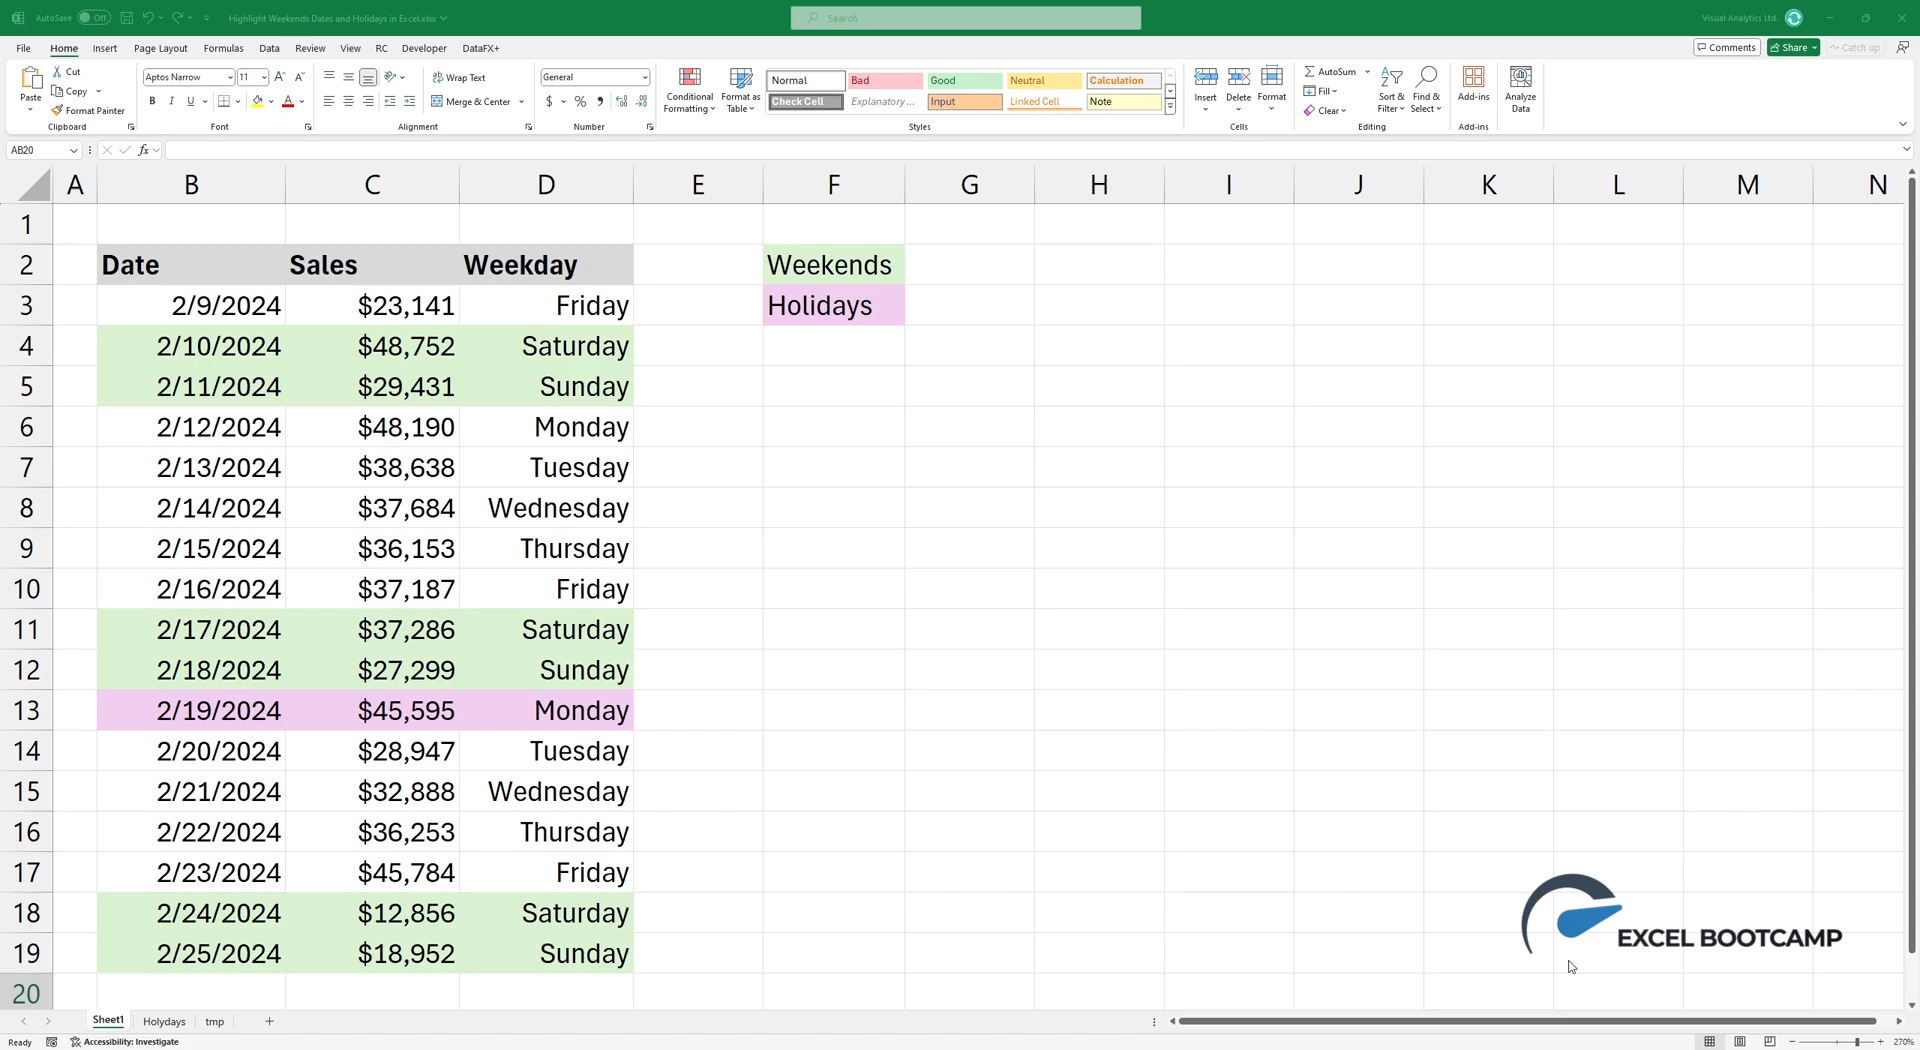 AutoSave Off Highlight Weekends Dates and Holidays in Excel.xlsx Search Visual Analytics Ltd.
File Home Insert Page Layout Formulas Data Review View RC Developer DataFX+ Comments Share Catch up
Paste
Cut
Copy
Format Painter
Clipboard
Aptos Narrow 11
B I U
Font
Wrap Text
Merge & Center
Alignment
General
Number
Conditional Formatting
Format as Table
Normal Bad Good Neutral Calculation
Check Cell Explanatory... Input Linked Cell Note
Styles
Insert Delete Format
Cells
AutoSum
Fill
Clear
Sort & Filter
Find & Select
Editing
Add-ins
Add-ins
Analyze Data
AB20 fx
A B C D E F G H I J K L M N
1
2 Date Sales Weekday Weekends
3 2/9/2024 $23,141 Friday Holidays
4 2/10/2024 $48,752 Saturday
5 2/11/2024 $29,431 Sunday
6 2/12/2024 $48,190 Monday
7 2/13/2024 $38,638 Tuesday
8 2/14/2024 $37,684 Wednesday
9 2/15/2024 $36,153 Thursday
10 2/16/2024 $37,187 Friday
11 2/17/2024 $37,286 Saturday
12 2/18/2024 $27,299 Sunday
13 2/19/2024 $45,595 Monday
14 2/20/2024 $28,947 Tuesday
15 2/21/2024 $32,888 Wednesday
16 2/22/2024 $36,253 Thursday
17 2/23/2024 $45,784 Friday
18 2/24/2024 $12,856 Saturday
19 2/25/2024 $18,952 Sunday
EXCEL BOOTCAMP
20
Sheet1 Holydays tmp
Ready Accessibility: Investigate 270%